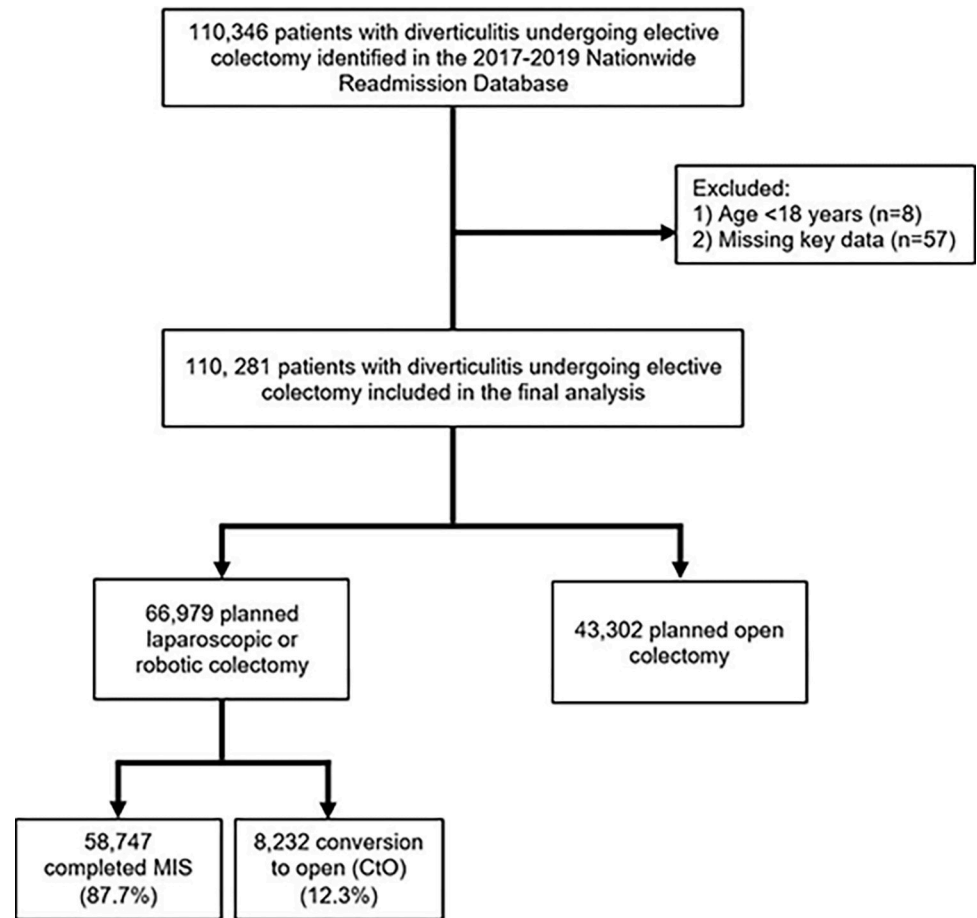 110,346 patients with diverticulitis undergoing elective
colectomy identified in the 2017-2019 Nationwide
Readmission Database
Excluded:
1) Age <18 years (n=8)
2) Missing key data (n=57)
110, 281 patients with diverticulitis undergoing elective
colectomy included in the final analysis
66,979 planned
laparoscopic or
robotic colectomy
43,302 planned open
colectomy
58,747
completed MIS
(87.7%)
8,232 conversion
to open (CtO)
(12.3%)